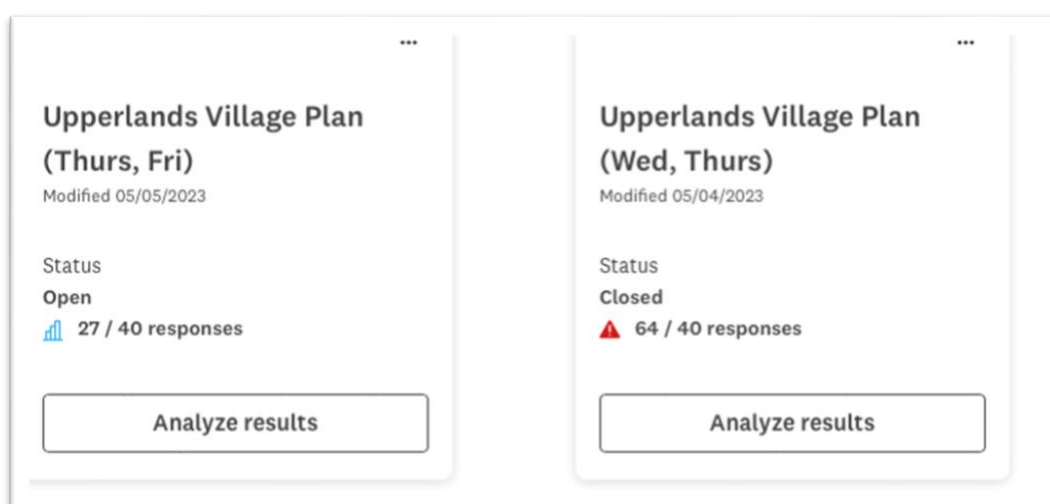 ...
Upperlands Village Plan
(Thurs, Fri)
Modified 05/05/2023
Status
Open
27 / 40 responses
Analyze results
...
Upperlands Village Plan
(Wed, Thurs)
Modified 05/04/2023
Status
Closed
64 / 40 responses
Analyze results